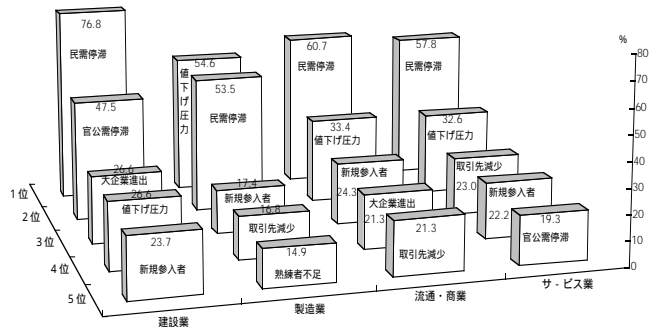 76.8
民需停滞
47.5
官公需停滞
26.6
大企業進出
26.6
値下げ圧力
23.7
新規参入者
54.6
値下げ圧力
53.5
民需停滞
17.4
新規参入者
16.8
取引先減少
14.9
熟練者不足
60.7
民需停滞
33.4
値下げ圧力
新規参入者
24.3
大企業進出
21.3
21.3
取引先減少
57.8
民需停滞
32.6
値下げ圧力
取引先減少
23.0
新規参入者
22.2
19.3
官公需停滞
%
80
70
60
50
40
30
20
10
0
1位
2位
3位
4位
5位
建設業
製造業
流通・商業
サ-ビス業